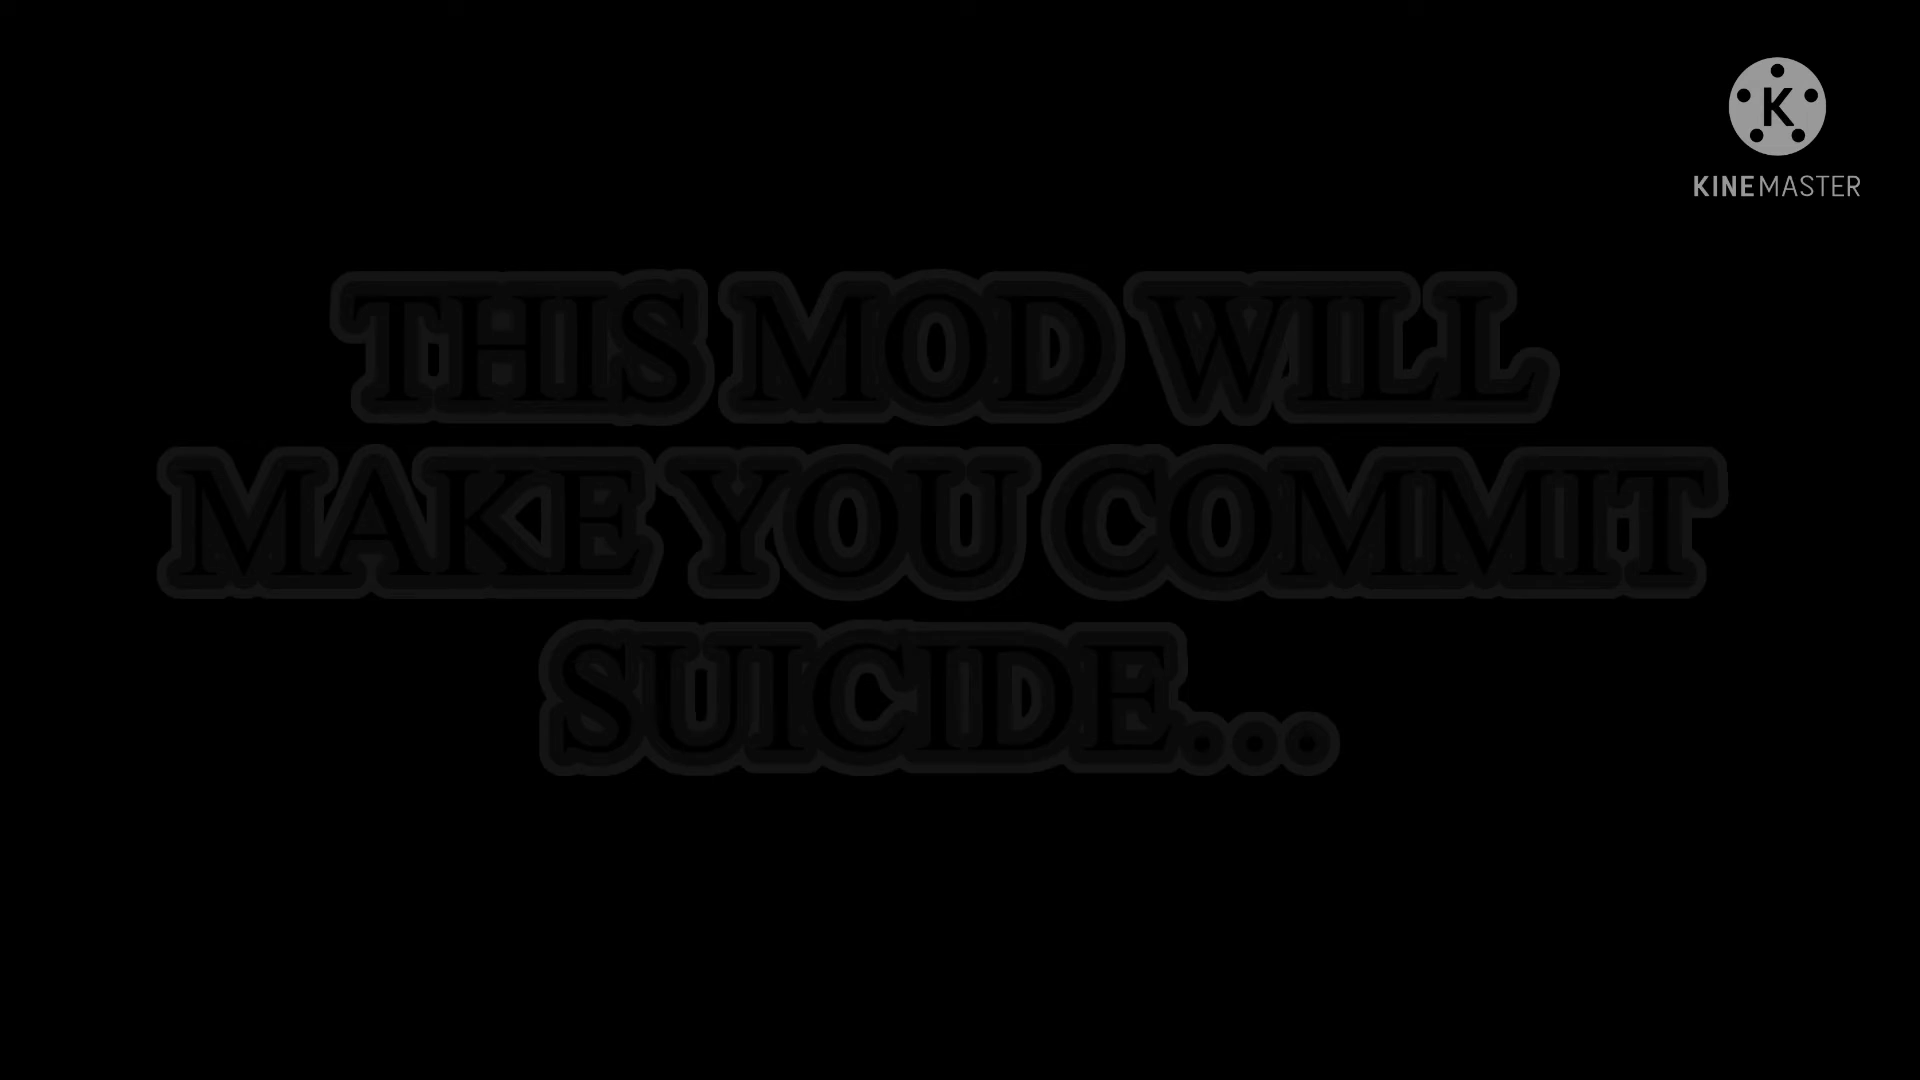 K
KINEMASTER
THIS MOD WILL
MAKE YOU COMMIT
SUICIDE...